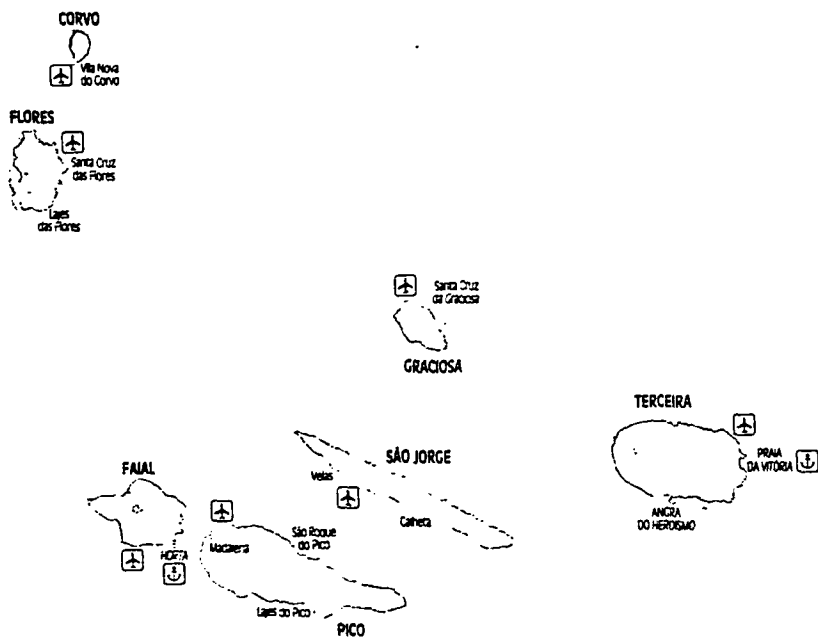 CORVO
Vila Nova
do Corvo
FLORES
Santa Cruz
das Flores
Lajes
das Flores
Santa Cruz
da Graciosa
GRACIOSA
TERCEIRA
PRAIA
DA VITÓRIA
ANGRA
DO HEROÍSMO
SÃO JORGE
Velas
Calheta
FAIAL
HORTA
Madalena
São Roque
do Pico
Lajes do Pico
PICO